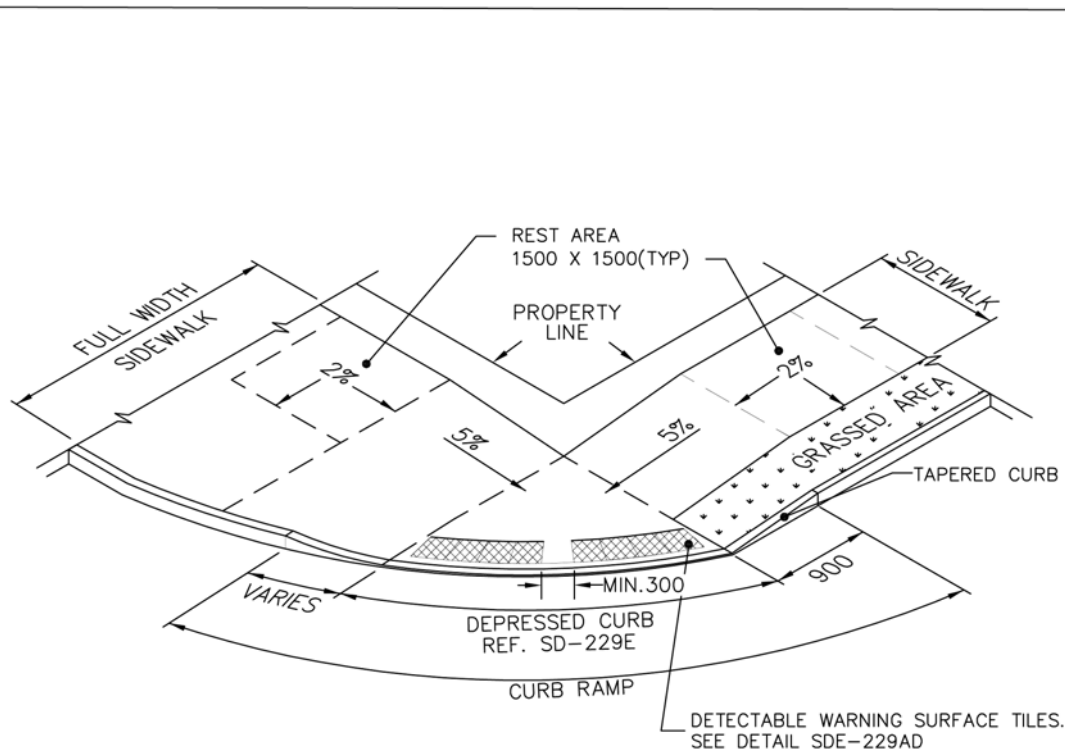 REST AREA
1500 X 1500(TYP)
PROPERTY
LINE
FULL WIDTH
SIDEWALK
SIDEWALK
2%
2%
5%
5%
GRASSED AREA
TAPERED CURB
900
MIN.300
VARIES
DEPRESSED CURB
REF. SD-229E
CURB RAMP
DETECTABLE WARNING SURFACE TILES.
SEE DETAIL SDE-229AD